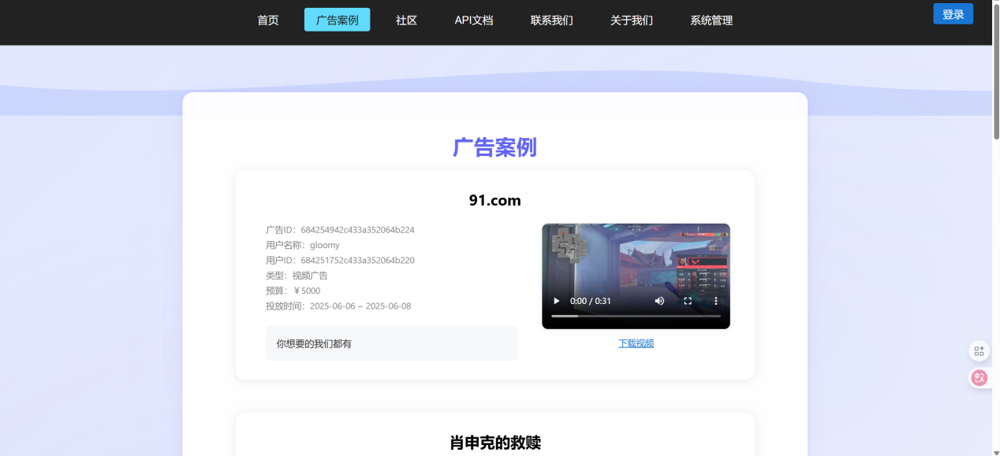 首页 广告案例 社区 API文档 联系我们 关于我们 系统管理 登录
广告案例
91.com
广告ID：684254942c433a352064b224
用户名称：gloomy
用户ID：684251752c433a352064b220
类型：视频广告
预算：￥5000
投放时间：2025-06-06 ~ 2025-06-08
你想要的我们都有
0:00 / 0:31
下载视频
肖申克的救赎